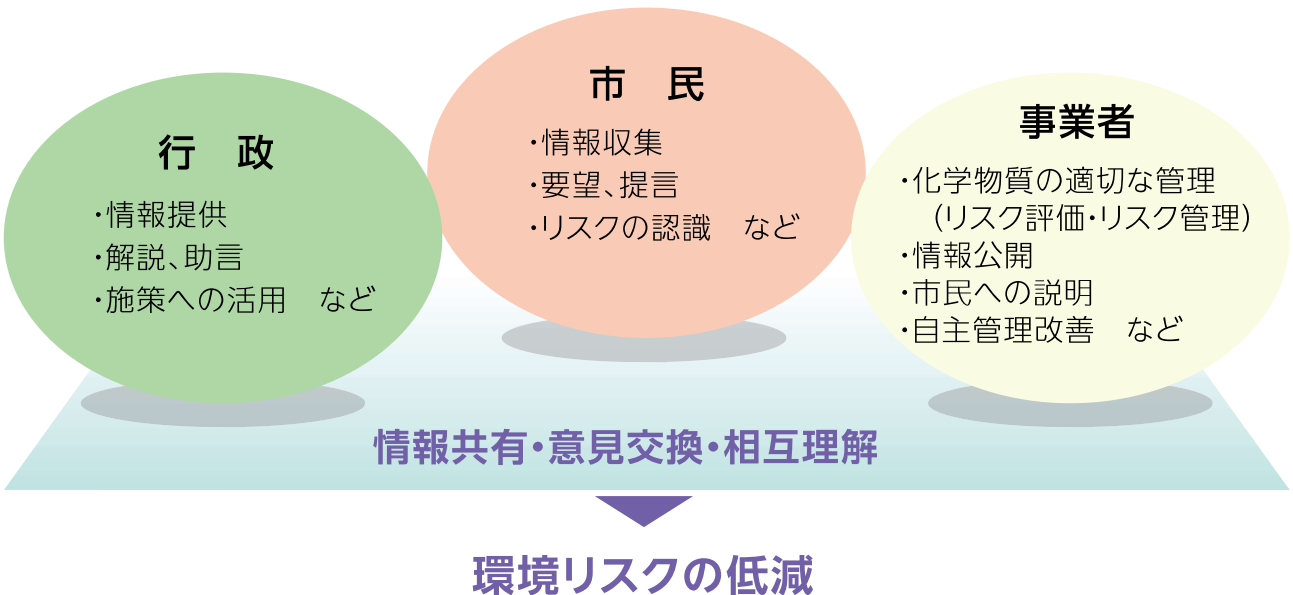 市　民
・情報収集
・要望、提言
・リスクの認識　など
行　政
・情報提供
・解説、助言
・施策への活用　など
事業者
・化学物質の適切な管理
（リスク評価・リスク管理）
・情報公開
・市民への説明
・自主管理改善　など
情報共有・意見交換・相互理解
環境リスクの低減